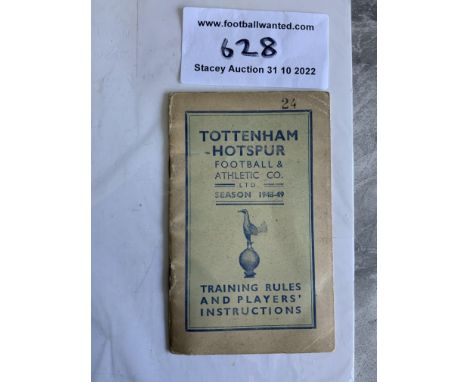 www.footballwanted.com
628
Stacey Auction 31 10 2022
24
TOTTENHAM
HOTSPUR
FOOTBALL &
ATHLETIC CO.
LTD.
SEASON 1948-49
TRAINING RULES
AND PLAYERS'
INSTRUCTIONS